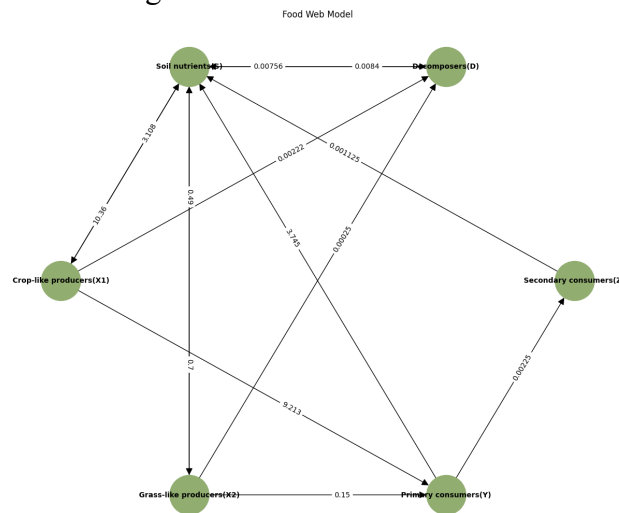 Food Web Model
Soil nutrients(S)
0.00756
0.0084
Decomposers(D)
3.108
0.00222
0.001125
0.49
10.36
3.745
0.00025
Crop-like producers(X1)
Secondary consumers(Z
0.7
0.00225
9.213
Grass-like producers(X2)
0.15
Primary consumers(Y)